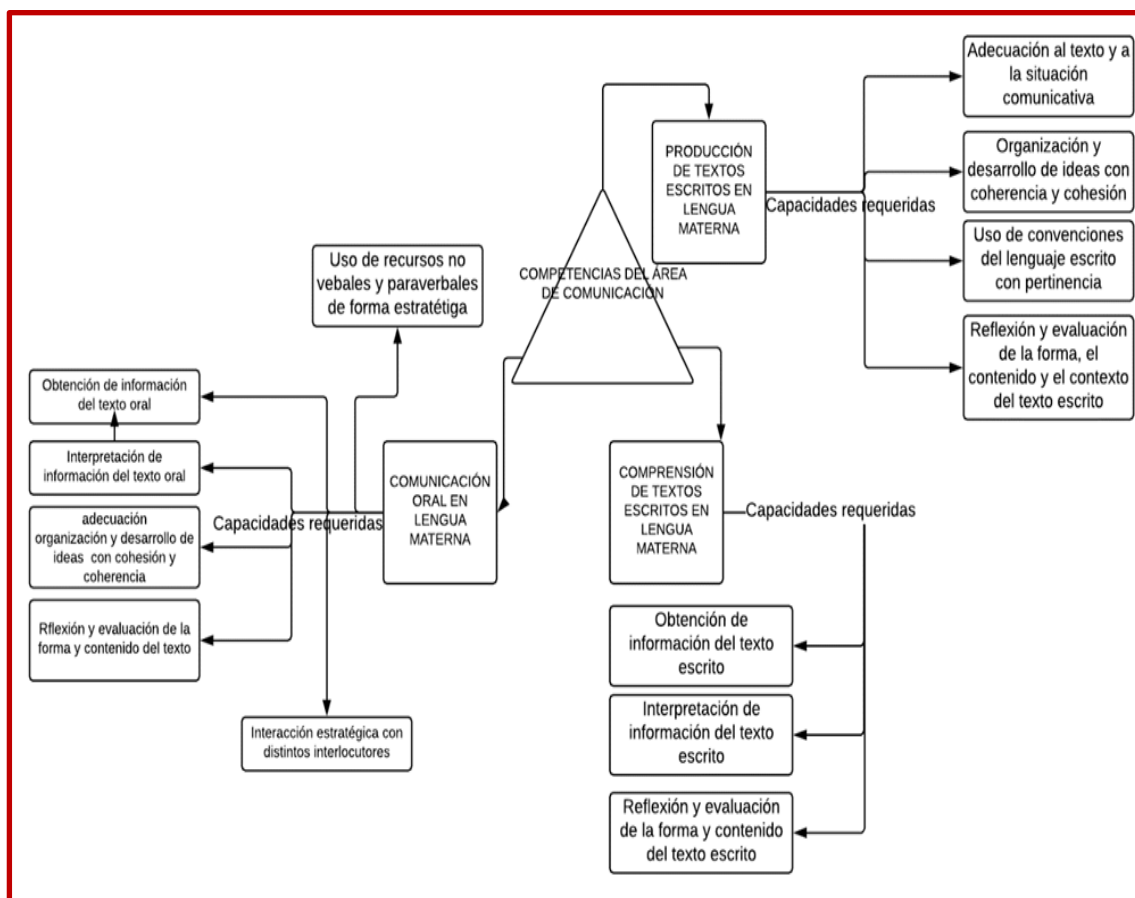 Adecuación al texto y a
la situación
comunicativa
PRODUCCIÓN
DE TEXTOS
ESCRITOS EN
LENGUA
MATERNA
Capacidades requeridas
Organización y
desarrollo de ideas con
coherencia y cohesión
Uso de convenciones
del lenguaje escrito
con pertinencia
Reflexión y evaluación
de la forma, el
contenido y el contexto
del texto escrito
COMPETENCIAS DEL ÁREA
DE COMUNICACIÓN
Uso de recursos no
vebales y paraverbales
de forma estratétiga
Obtención de información
del texto oral
Interpretación de
información del texto oral
adecuación
organización y desarrollo de
ideas con cohesión y
coherencia
Rflexión y evaluación de la
forma y contenido del texto
Capacidades requeridas
COMUNICACIÓN
ORAL EN
LENGUA
MATERNA
Interacción estratégica con
distintos interlocutores
COMPRENSIÓN
DE TEXTOS
ESCRITOS EN
LENGUA
MATERNA
Capacidades requeridas
Obtención de
información del texto
escrito
Interpretación de
información del texto
escrito
Reflexión y evaluación
de la forma y contenido
del texto escrito